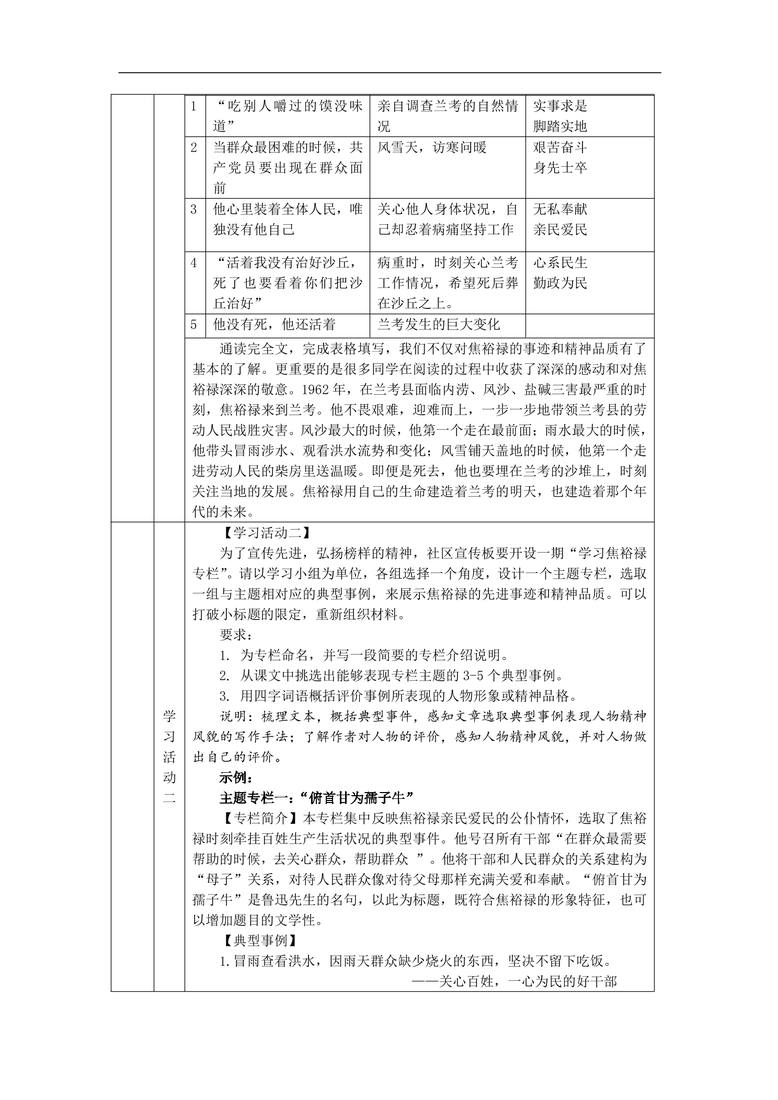 1 “吃别人嚼过的馍没味 亲自调查兰考的自然情 实事求是
道” 况 脚踏实地
2 当群众最困难的时候，共 风雪天，访寒问暖 艰苦奋斗
产党员要出现在群众面 身先士卒
前
3 他心里装着全体人民，唯 关心他人身体状况，自 无私奉献
独没有他自己 己却忍着病痛坚持工作 亲民爱民
4 “活着我没有治好沙丘， 病重时，时刻关心兰考 心系民生
死了也要看着你们把沙 工作情况，希望死后葬 勤政为民
丘治好” 在沙丘之上。
5 他没有死，他还活着 兰考发生的巨大变化
通读完全文，完成表格填写，我们不仅对焦裕禄的事迹和精神品质有了
基本的了解。更重要的是很多同学在阅读的过程中收获了深深的感动和对焦
裕禄深深的敬意。1962 年，在兰考县面临内涝、风沙、盐碱三害最严重的时
刻，焦裕禄来到兰考。他不畏艰难，迎难而上，一步一步地带领兰考县的劳
动人民战胜灾害。风沙最大的时候，他第一个走在最前面；雨水最大的时候，
他带头冒雨涉水、观看洪水流势和变化；风雪铺天盖地的时候，他第一个走
进劳动人民的柴房里送温暖。即便是死去，他也要埋在兰考的沙堆上，时刻
关注当地的发展。焦裕禄用自己的生命建造着兰考的明天，也建造着那个年
代的未来。
学
习
活
动
二
【学习活动二】
为了宣传先进，弘扬榜样的精神，社区宣传板要开设一期“学习焦裕禄
专栏”。请以学习小组为单位，各组选择一个角度，设计一个主题专栏，选取
一组与主题相对应的典型事例，来展示焦裕禄的先进事迹和精神品质。可以
打破小标题的限定，重新组织材料。
要求：
1. 为专栏命名，并写一段简要的专栏介绍说明。
2. 从课文中挑选出能够表现专栏主题的 3-5 个典型事例。
3. 用四字词语概括评价事例所表现的人物形象或精神品格。
说明：梳理文本，概括典型事件，感知文章选取典型事例表现人物精神
风貌的写作手法；了解作者对人物的评价，感知人物精神风貌，并对人物做
出自己的评价。
示例：
主题专栏一：“俯首甘为孺子牛”
【专栏简介】本专栏集中反映焦裕禄亲民爱民的公仆情怀，选取了焦裕
禄时刻牵挂百姓生产生活状况的典型事件。他号召所有干部“在群众最需要
帮助的时候，去关心群众，帮助群众 ”。他将干部和人民群众的关系建构为
“母子”关系，对待人民群众像对待父母那样充满关爱和奉献。“俯首甘为
孺子牛”是鲁迅先生的名句，以此为标题，既符合焦裕禄的形象特征，也可
以增加题目的文学性。
【典型事例】
1.冒雨查看洪水，因雨天群众缺少烧火的东西，坚决不留下吃饭。
——关心百姓，一心为民的好干部